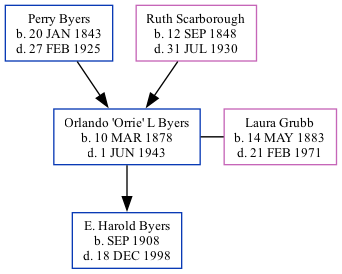 Perry Byers
b. 20 JAN 1843
d. 27 FEB 1925
Ruth Scarborough
b. 12 SEP 1848
d. 31 JUL 1930
Orlando 'Orrie' L Byers
b. 10 MAR 1878
d. 1 JUN 1943
Laura Grubb
b. 14 MAY 1883
d. 21 FEB 1971
E. Harold Byers
b. SEP 1908
d. 18 DEC 1998